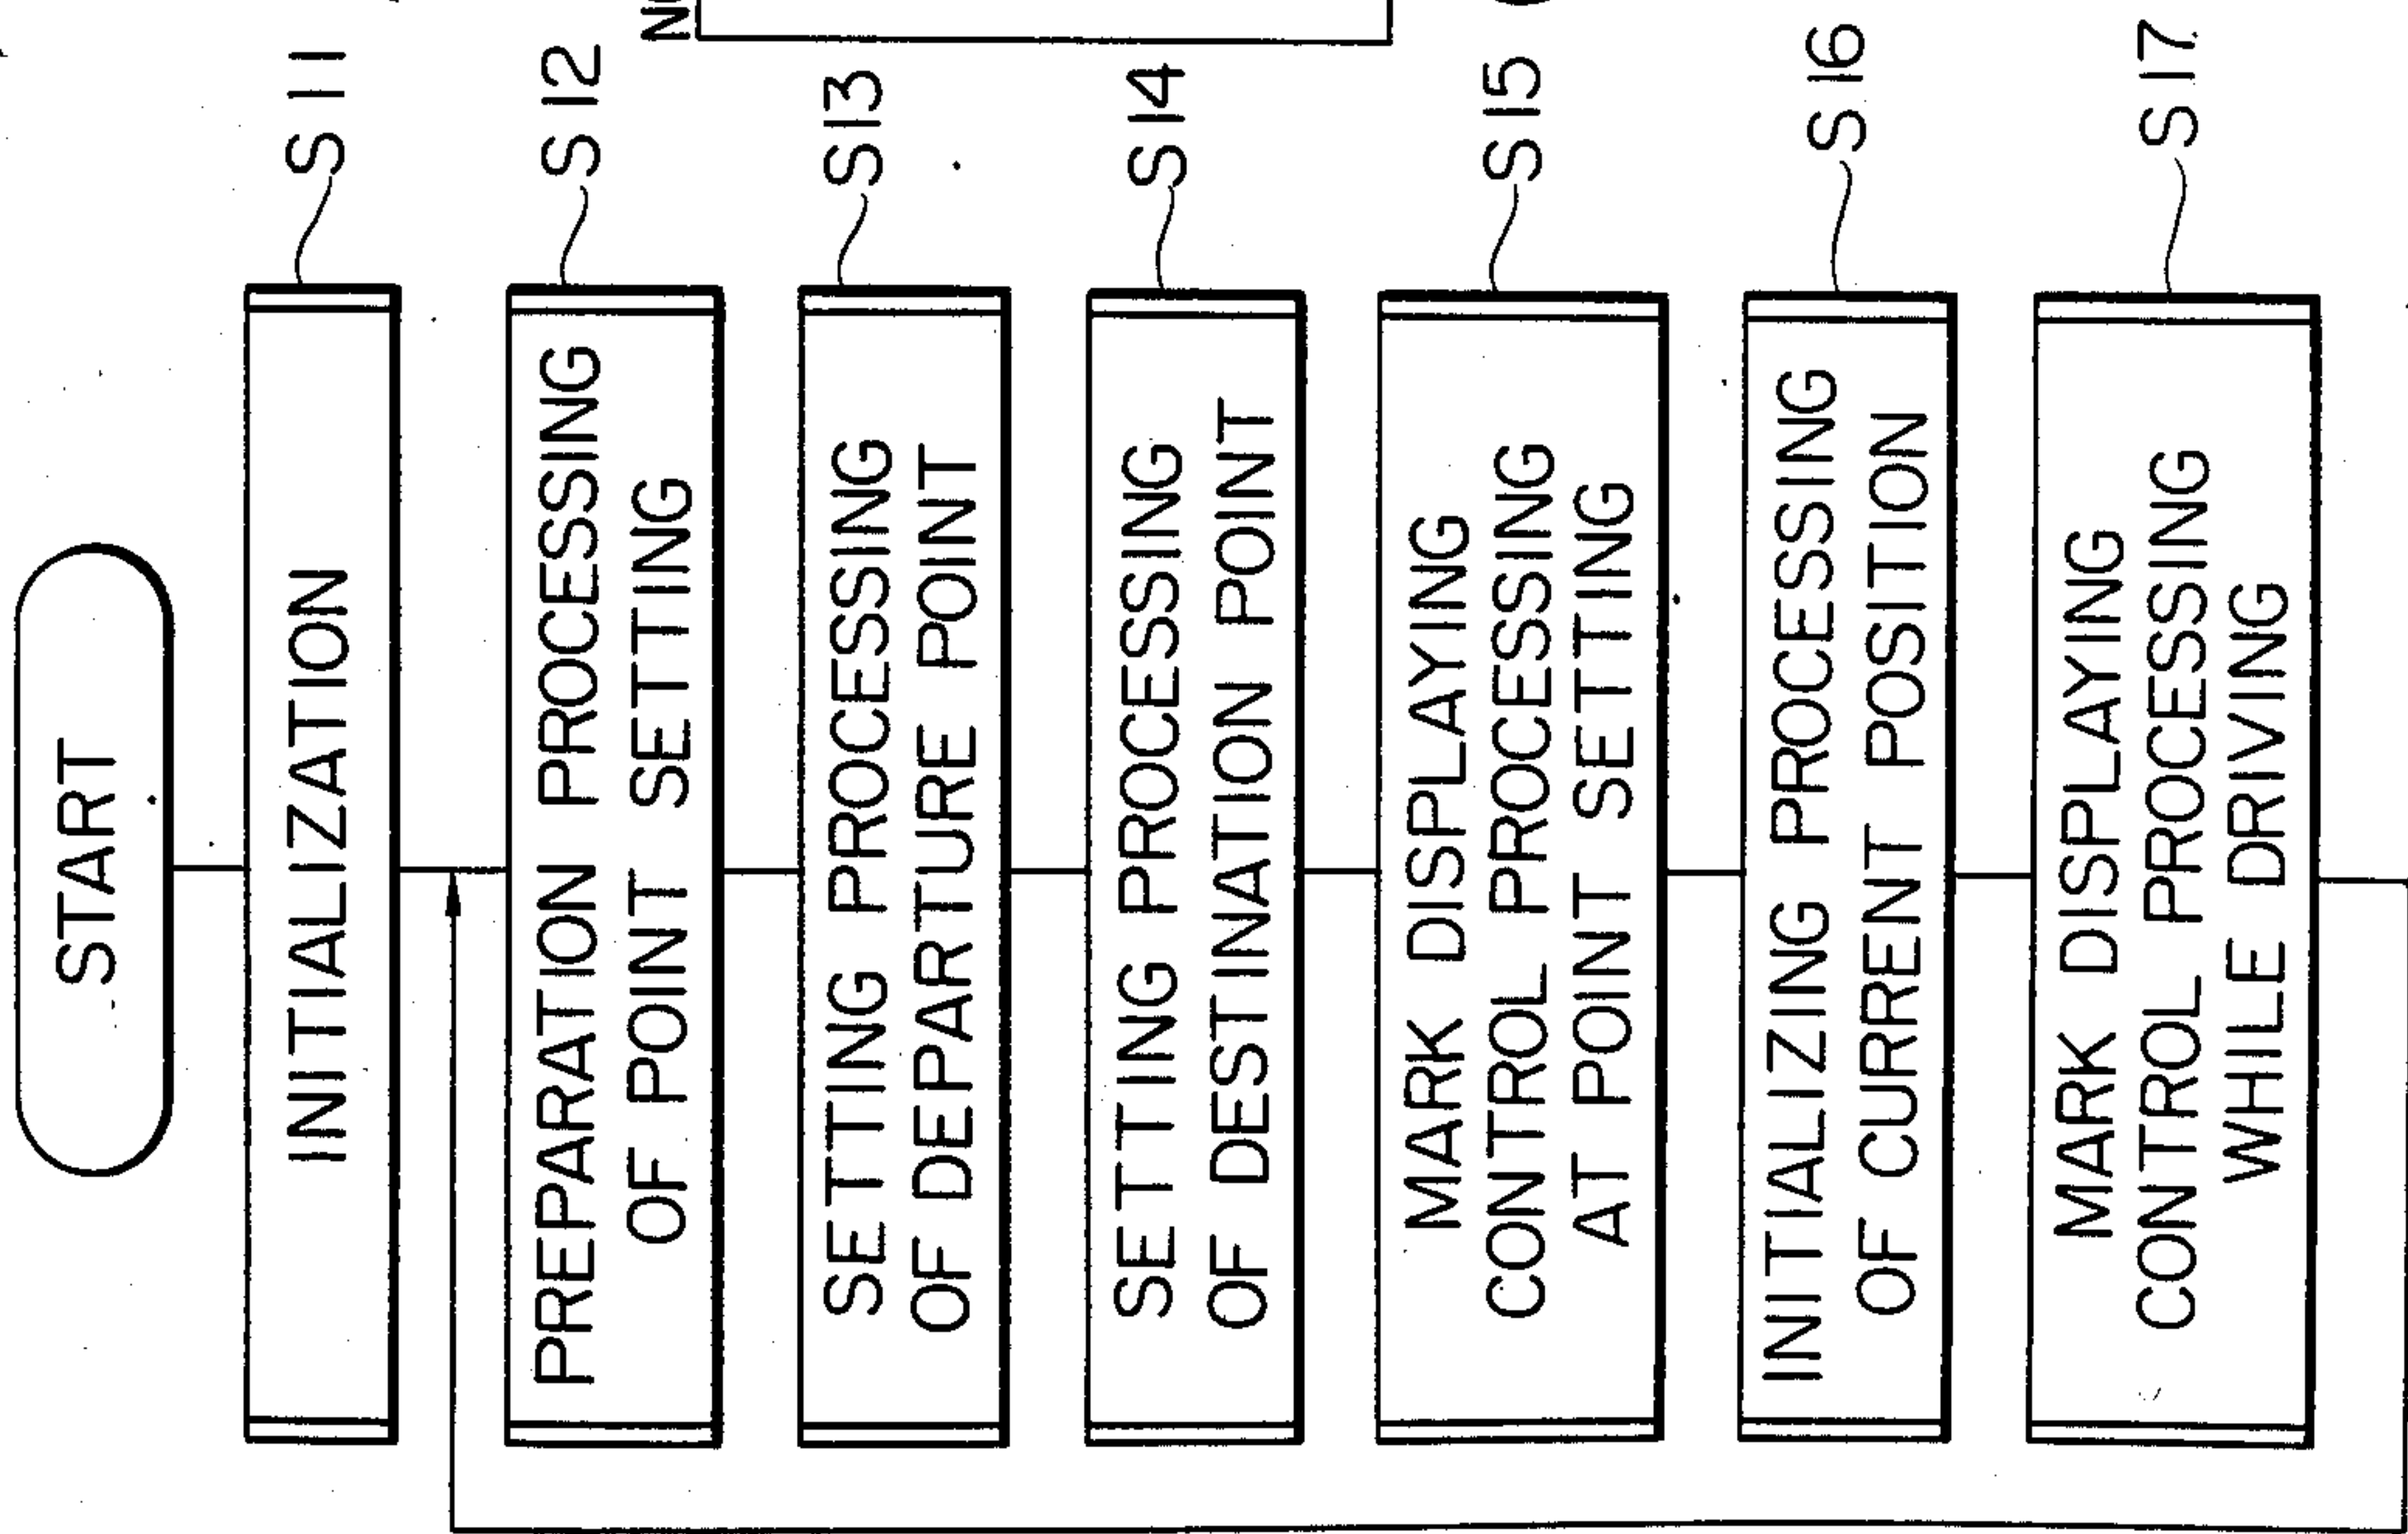 START
INITIALIZATION
S11
PREPARATION PROCESSING
OF POINT SETTING
S12
SETTING PROCESSING
OF DEPARTURE POINT
S13
SETTING PROCESSING
OF DESTINATION POINT
S14
MARK DISPLAYING
CONTROL PROCESSING
AT POINT SETTING
S15
INITIALIZING PROCESSING
OF CURRENT POSITION
S16
MARK DISPLAYING
CONTROL PROCESSING
WHILE DRIVING
S17